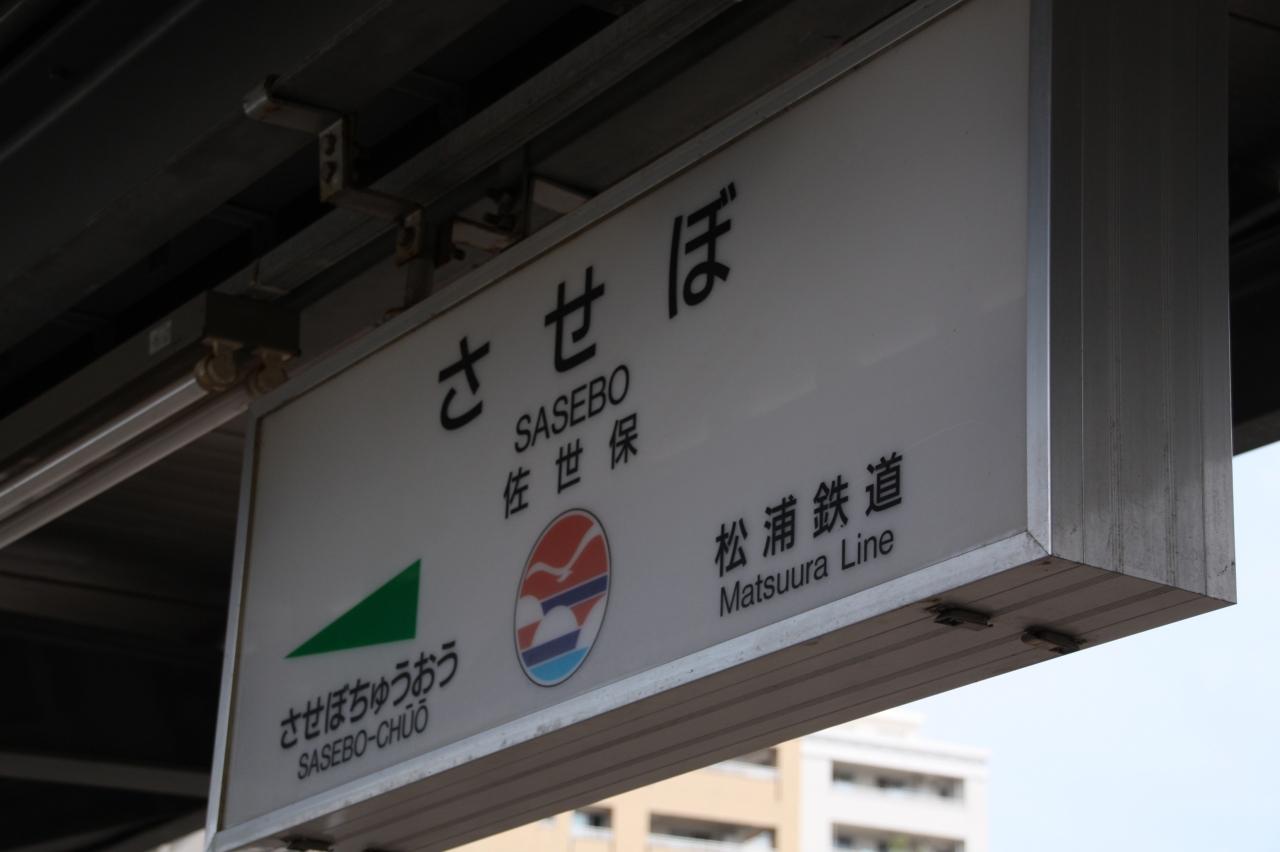 させぼ
SASEBO
佐世保
松浦鉄道
Matsuura Line
させぼちゅうおう
SASEBO-CHŪŌ